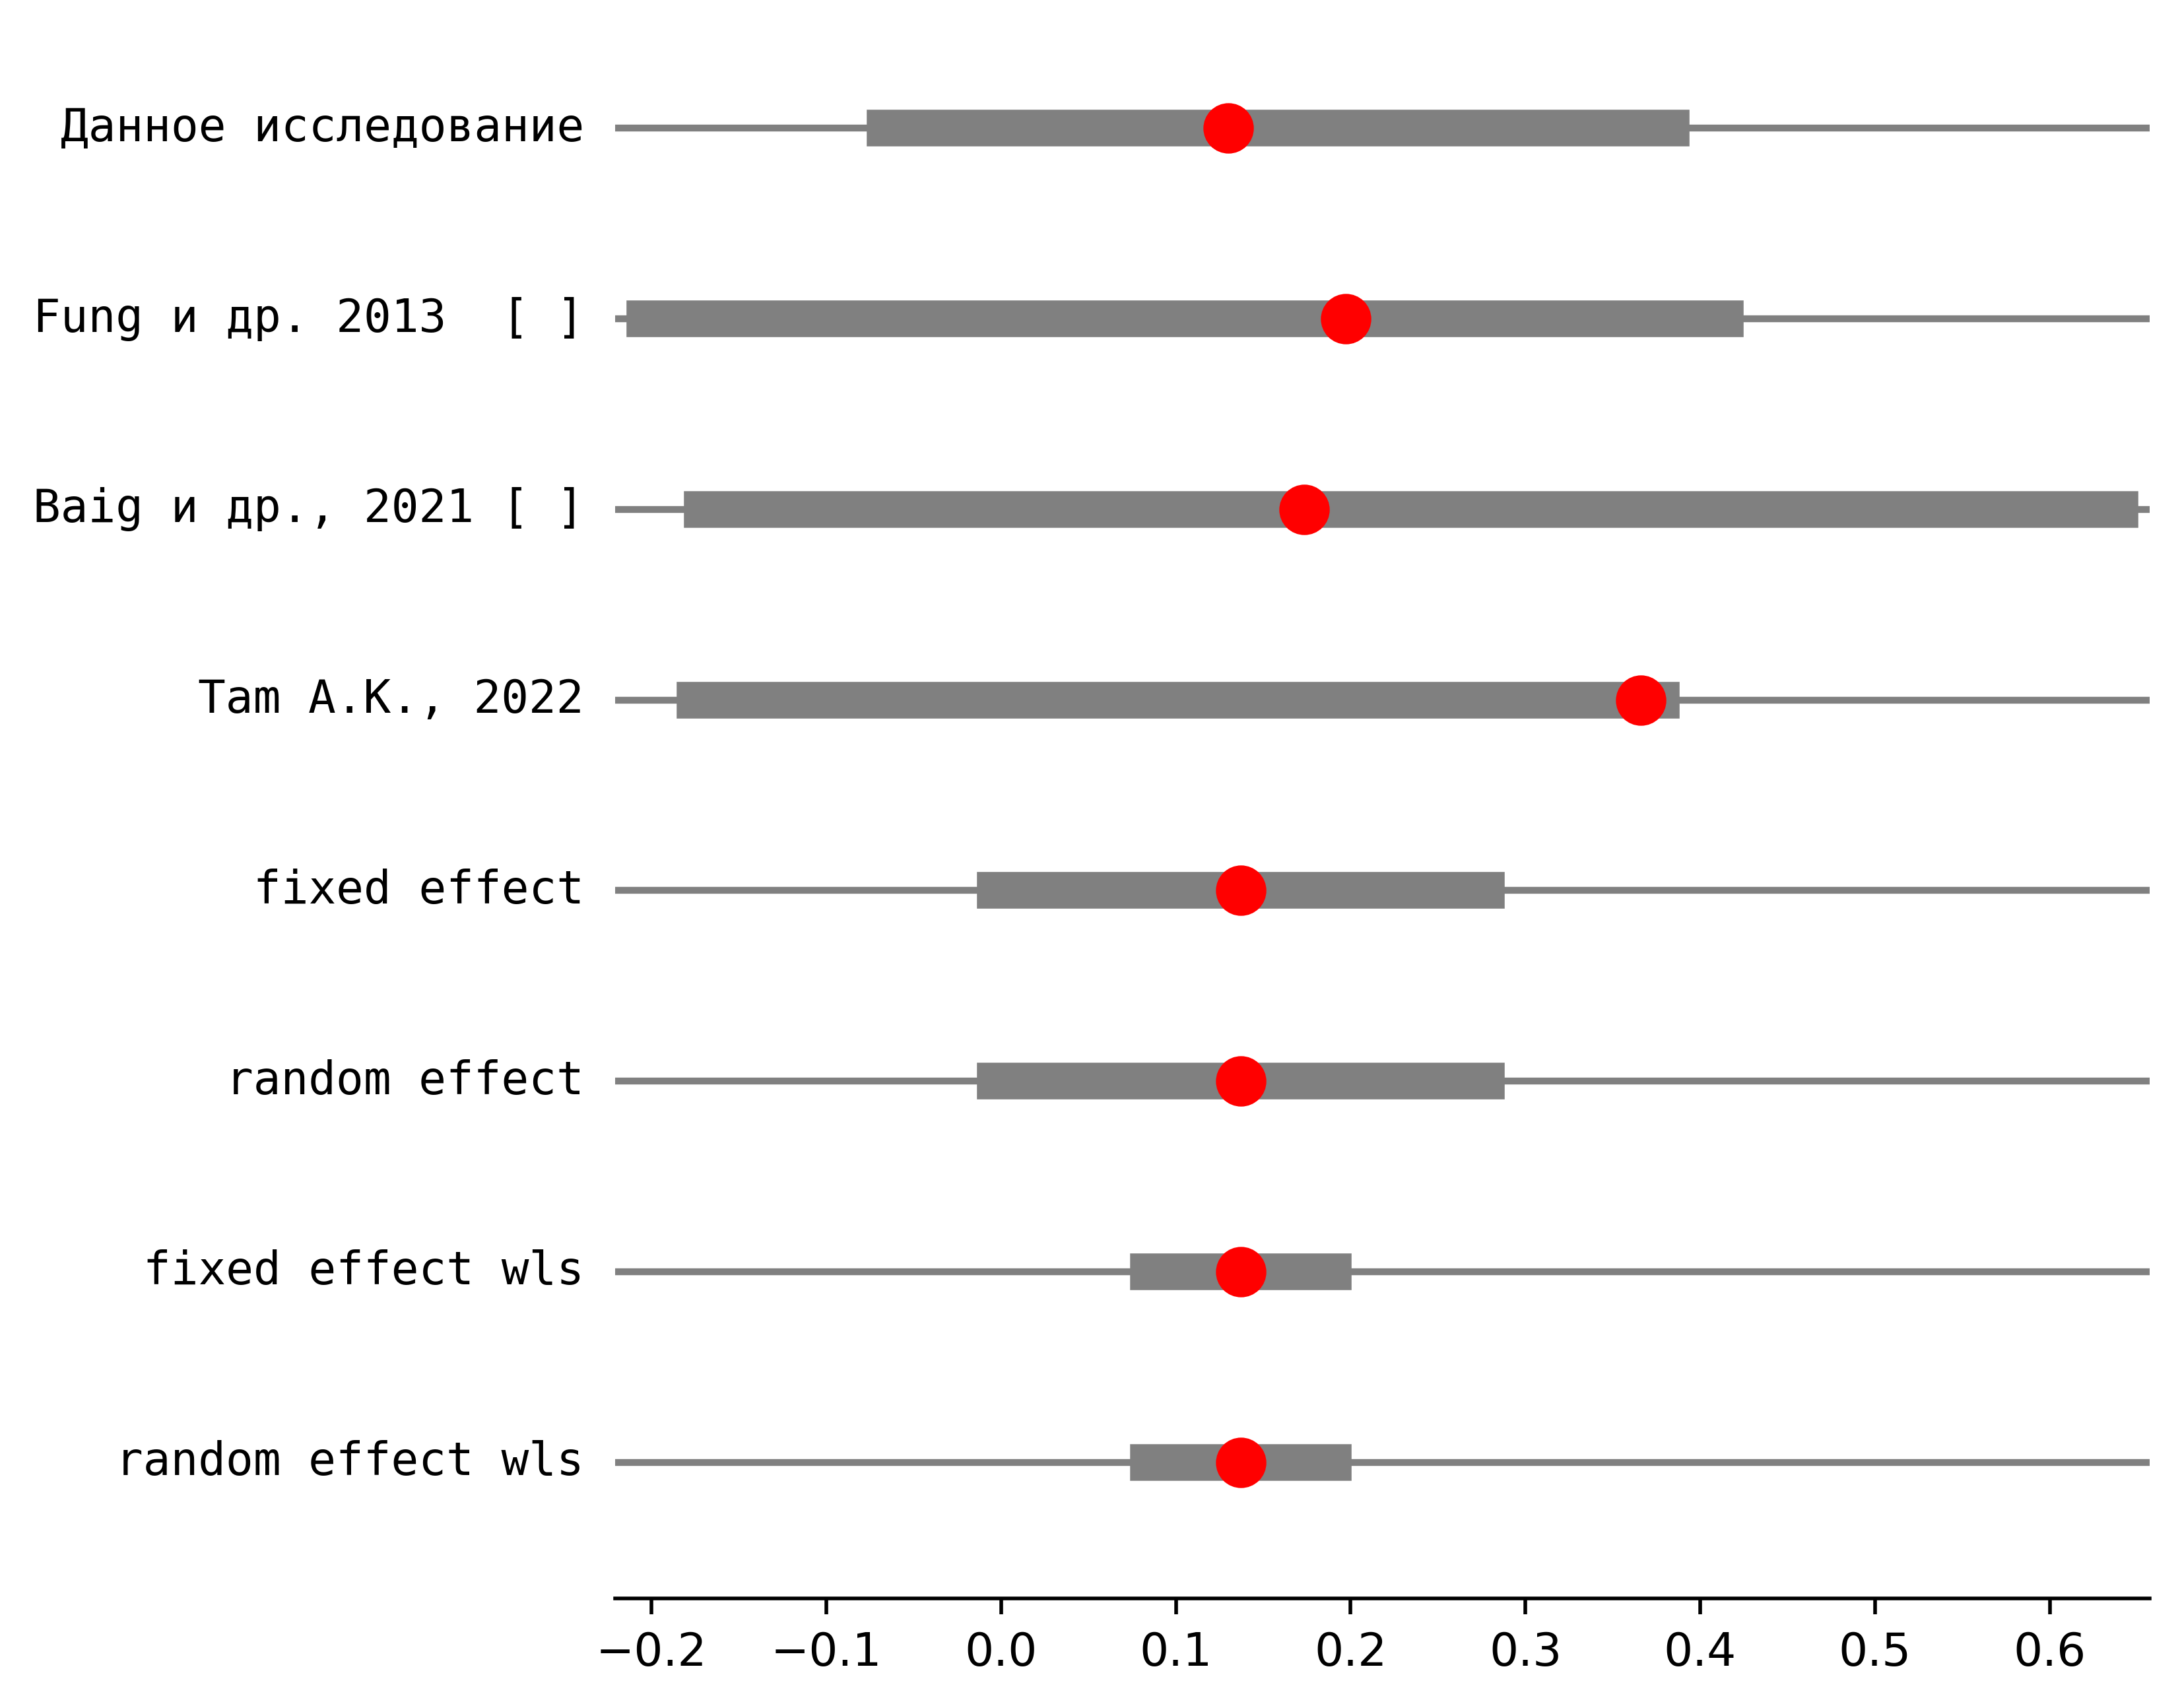 Данное исследование
Fung и др. 2013  [ ]
Baig и др., 2021 [ ]
Tam A.K., 2022
fixed effect
random effect
fixed effect wls
random effect wls
−0.2 −0.1 0.0 0.1 0.2 0.3 0.4 0.5 0.6